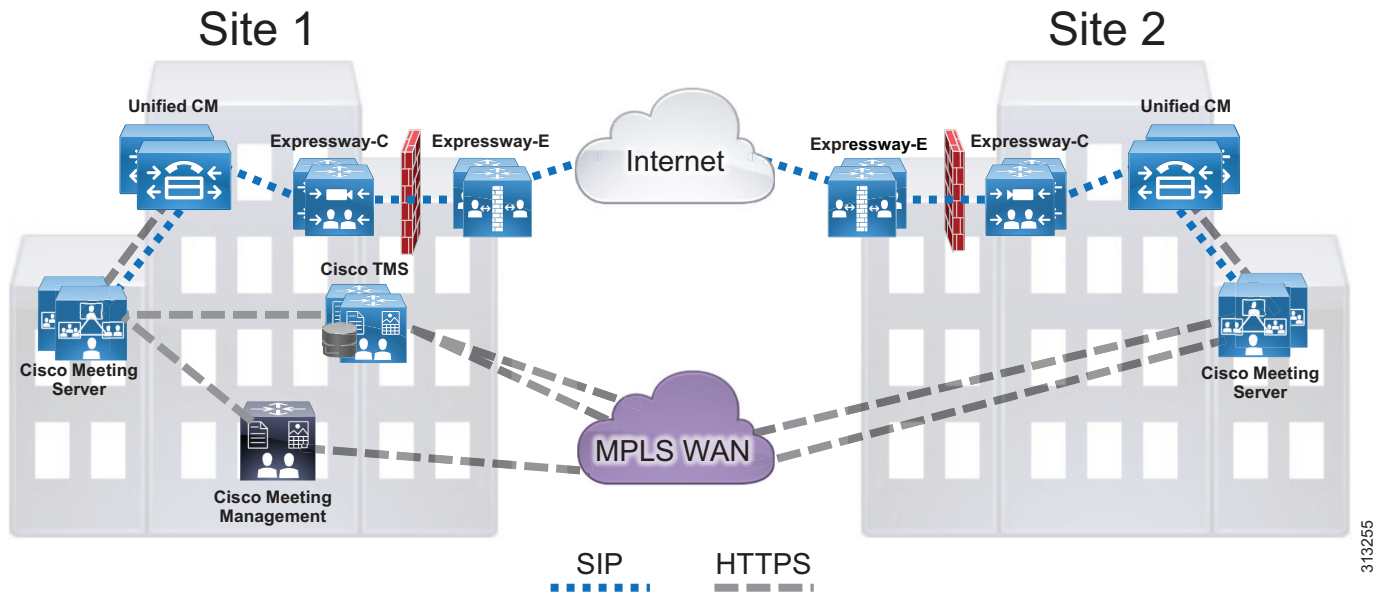 Site 1
Site 2
Unified CM
Expressway-C
Expressway-E
Internet
Expressway-E
Expressway-C
Unified CM
Cisco TMS
Cisco Meeting
Server
Cisco Meeting
Server
MPLS WAN
Cisco Meeting
Management
SIP
HTTPS
313255